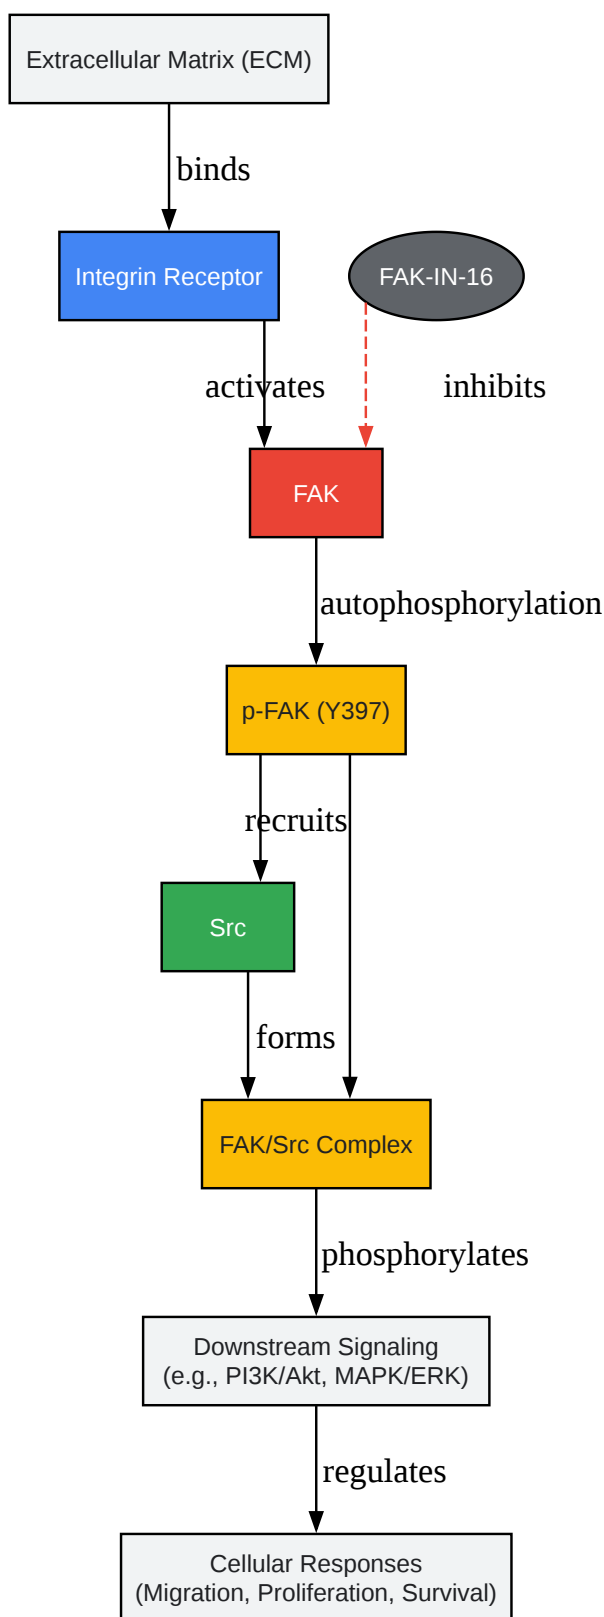 Extracellular Matrix (ECM)
binds
Integrin Receptor
FAK-IN-16
activates
inhibits
FAK
autophosphorylation
p-FAK (Y397)
recruits
Src
forms
FAK/Src Complex
phosphorylates
Downstream Signaling
(e.g., PI3K/Akt, MAPK/ERK)
regulates
Cellular Responses
(Migration, Proliferation, Survival)